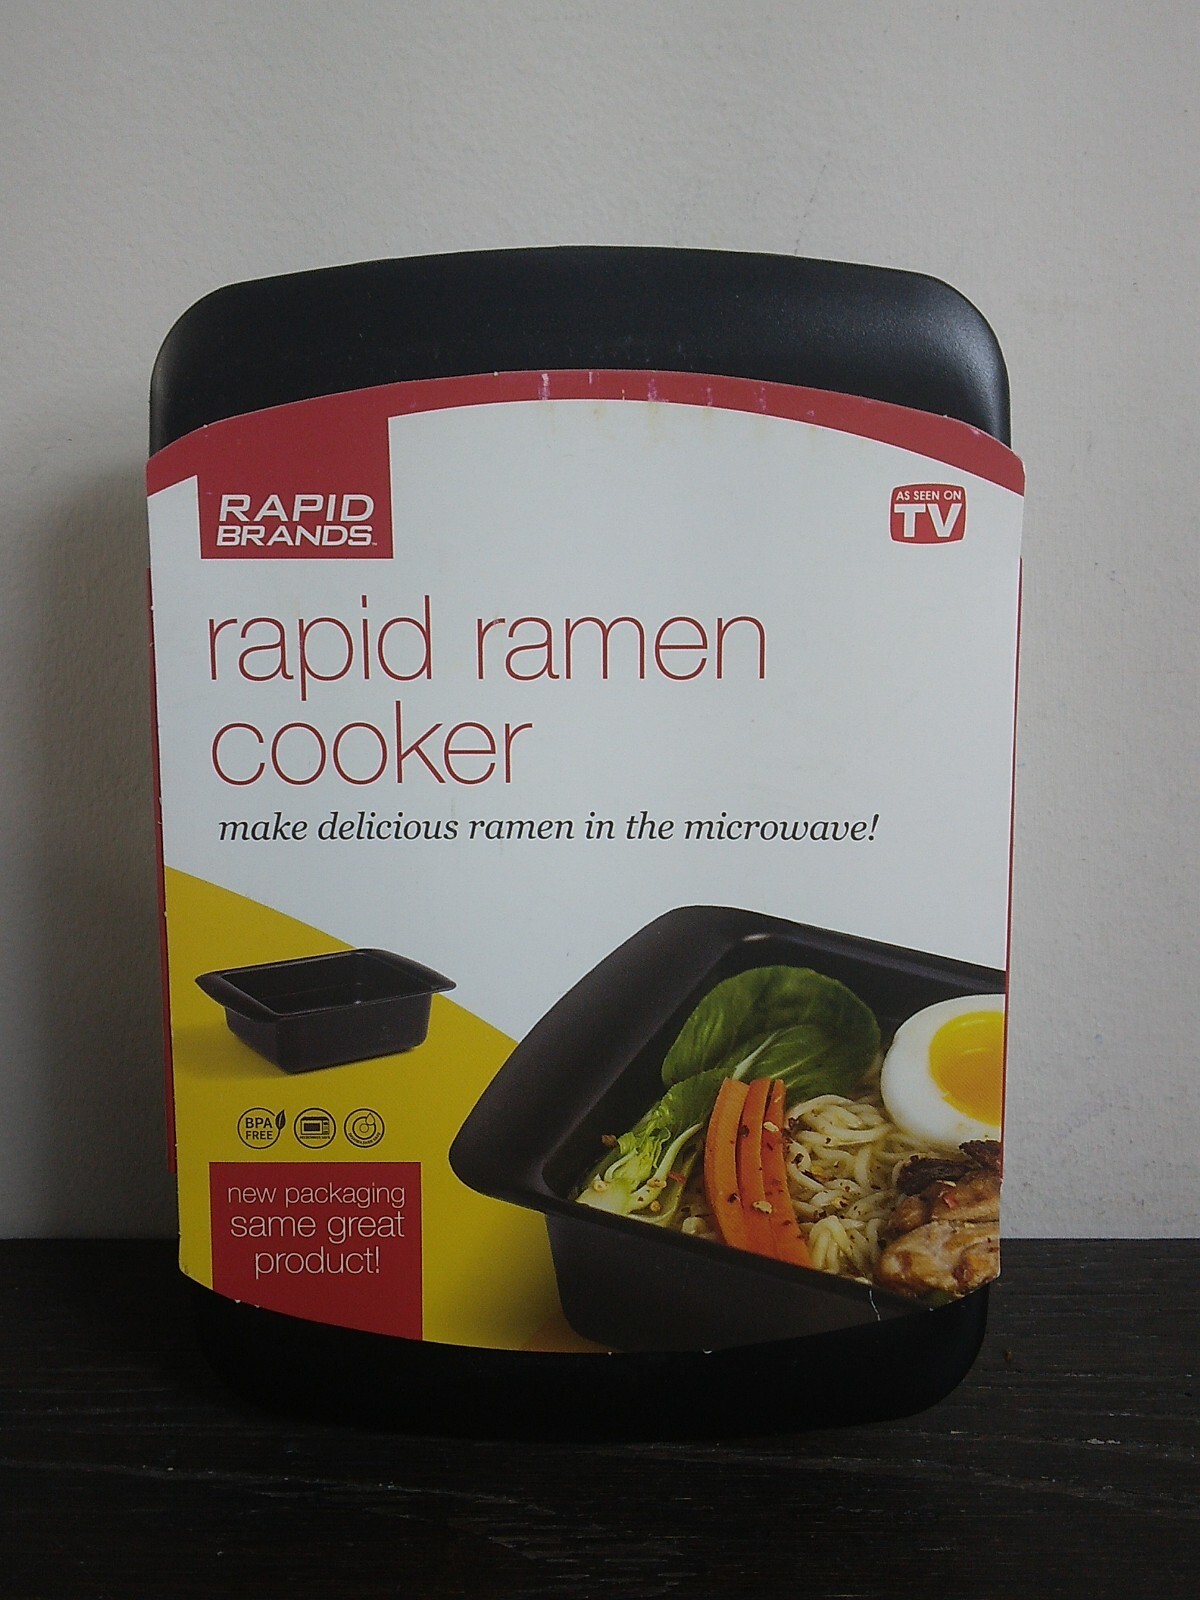 RAPID
BRANDS
AS SEEN ON
TV
rapid ramen
cooker
make delicious ramen in the microwave!
BPA
FREE
new packaging
same great
product!